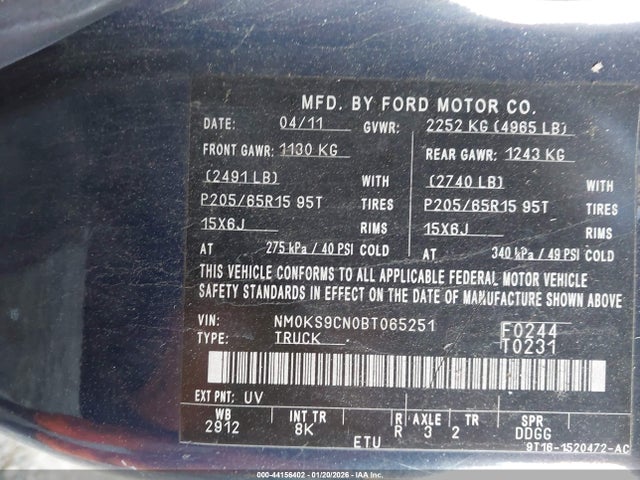 MFD. BY FORD MOTOR CO.
DATE: 04/11 GVWR: 2252 KG (4965 LB)
FRONT GAWR: 1130 KG REAR GAWR: 1243 KG
(2491 LB) WITH (2740 LB) WITH
P205/65R15 95T TIRES P205/65R15 95T TIRES
15X6J RIMS 15X6J RIMS
AT 275 kPa / 40 PSI COLD AT 340 kPa / 49 PSI COLD
THIS VEHICLE CONFORMS TO ALL APPLICABLE FEDERAL MOTOR VEHICLE
SAFETY STANDARDS IN EFFECT ON THE DATE OF MANUFACTURE SHOWN ABOVE
VIN: NM0KS9CN0BT065251 F0244
TYPE: TRUCK T0231
EXT PNT: UV
WB INT TR R AXLE TR SPR
2912 8K R 3 2 DDGG
ETU 9T16-1520472-AC
000-44156402 - 01/20/2026 - Copyright IAA, LLC